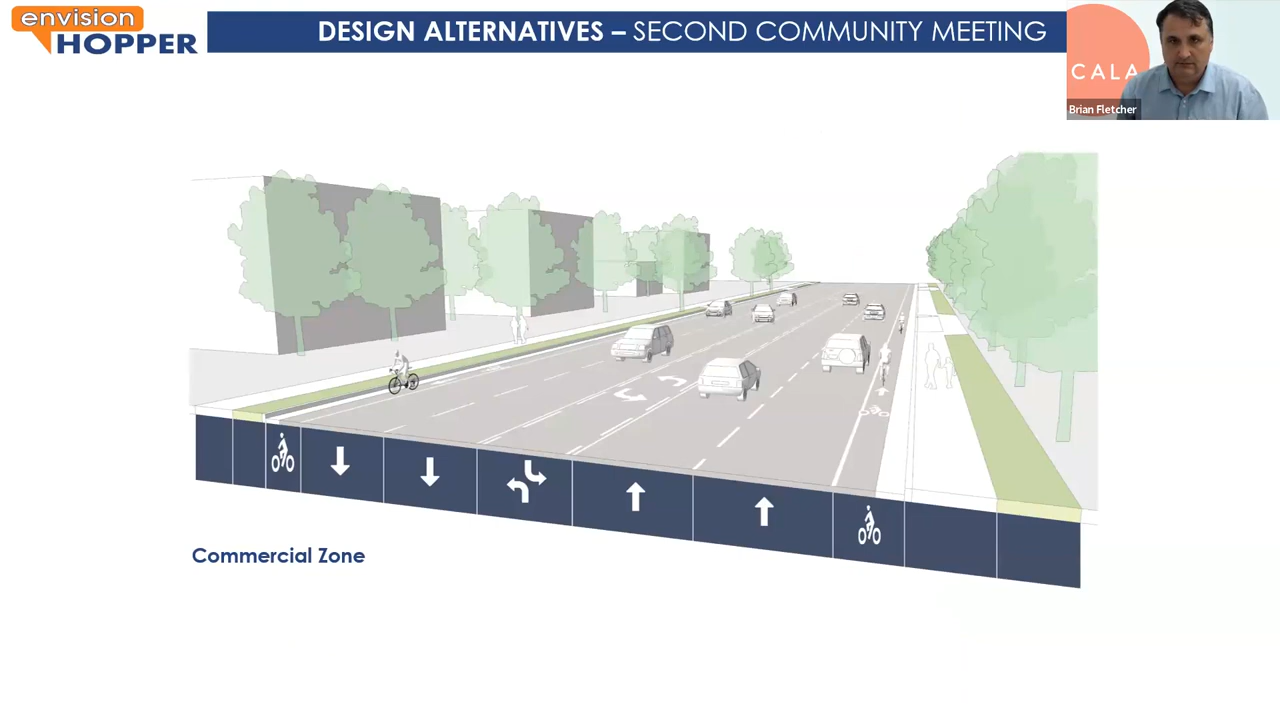 envision
HOPPER
DESIGN ALTERNATIVES – SECOND COMMUNITY MEETING
CALA
Brian Fletcher
Commercial Zone